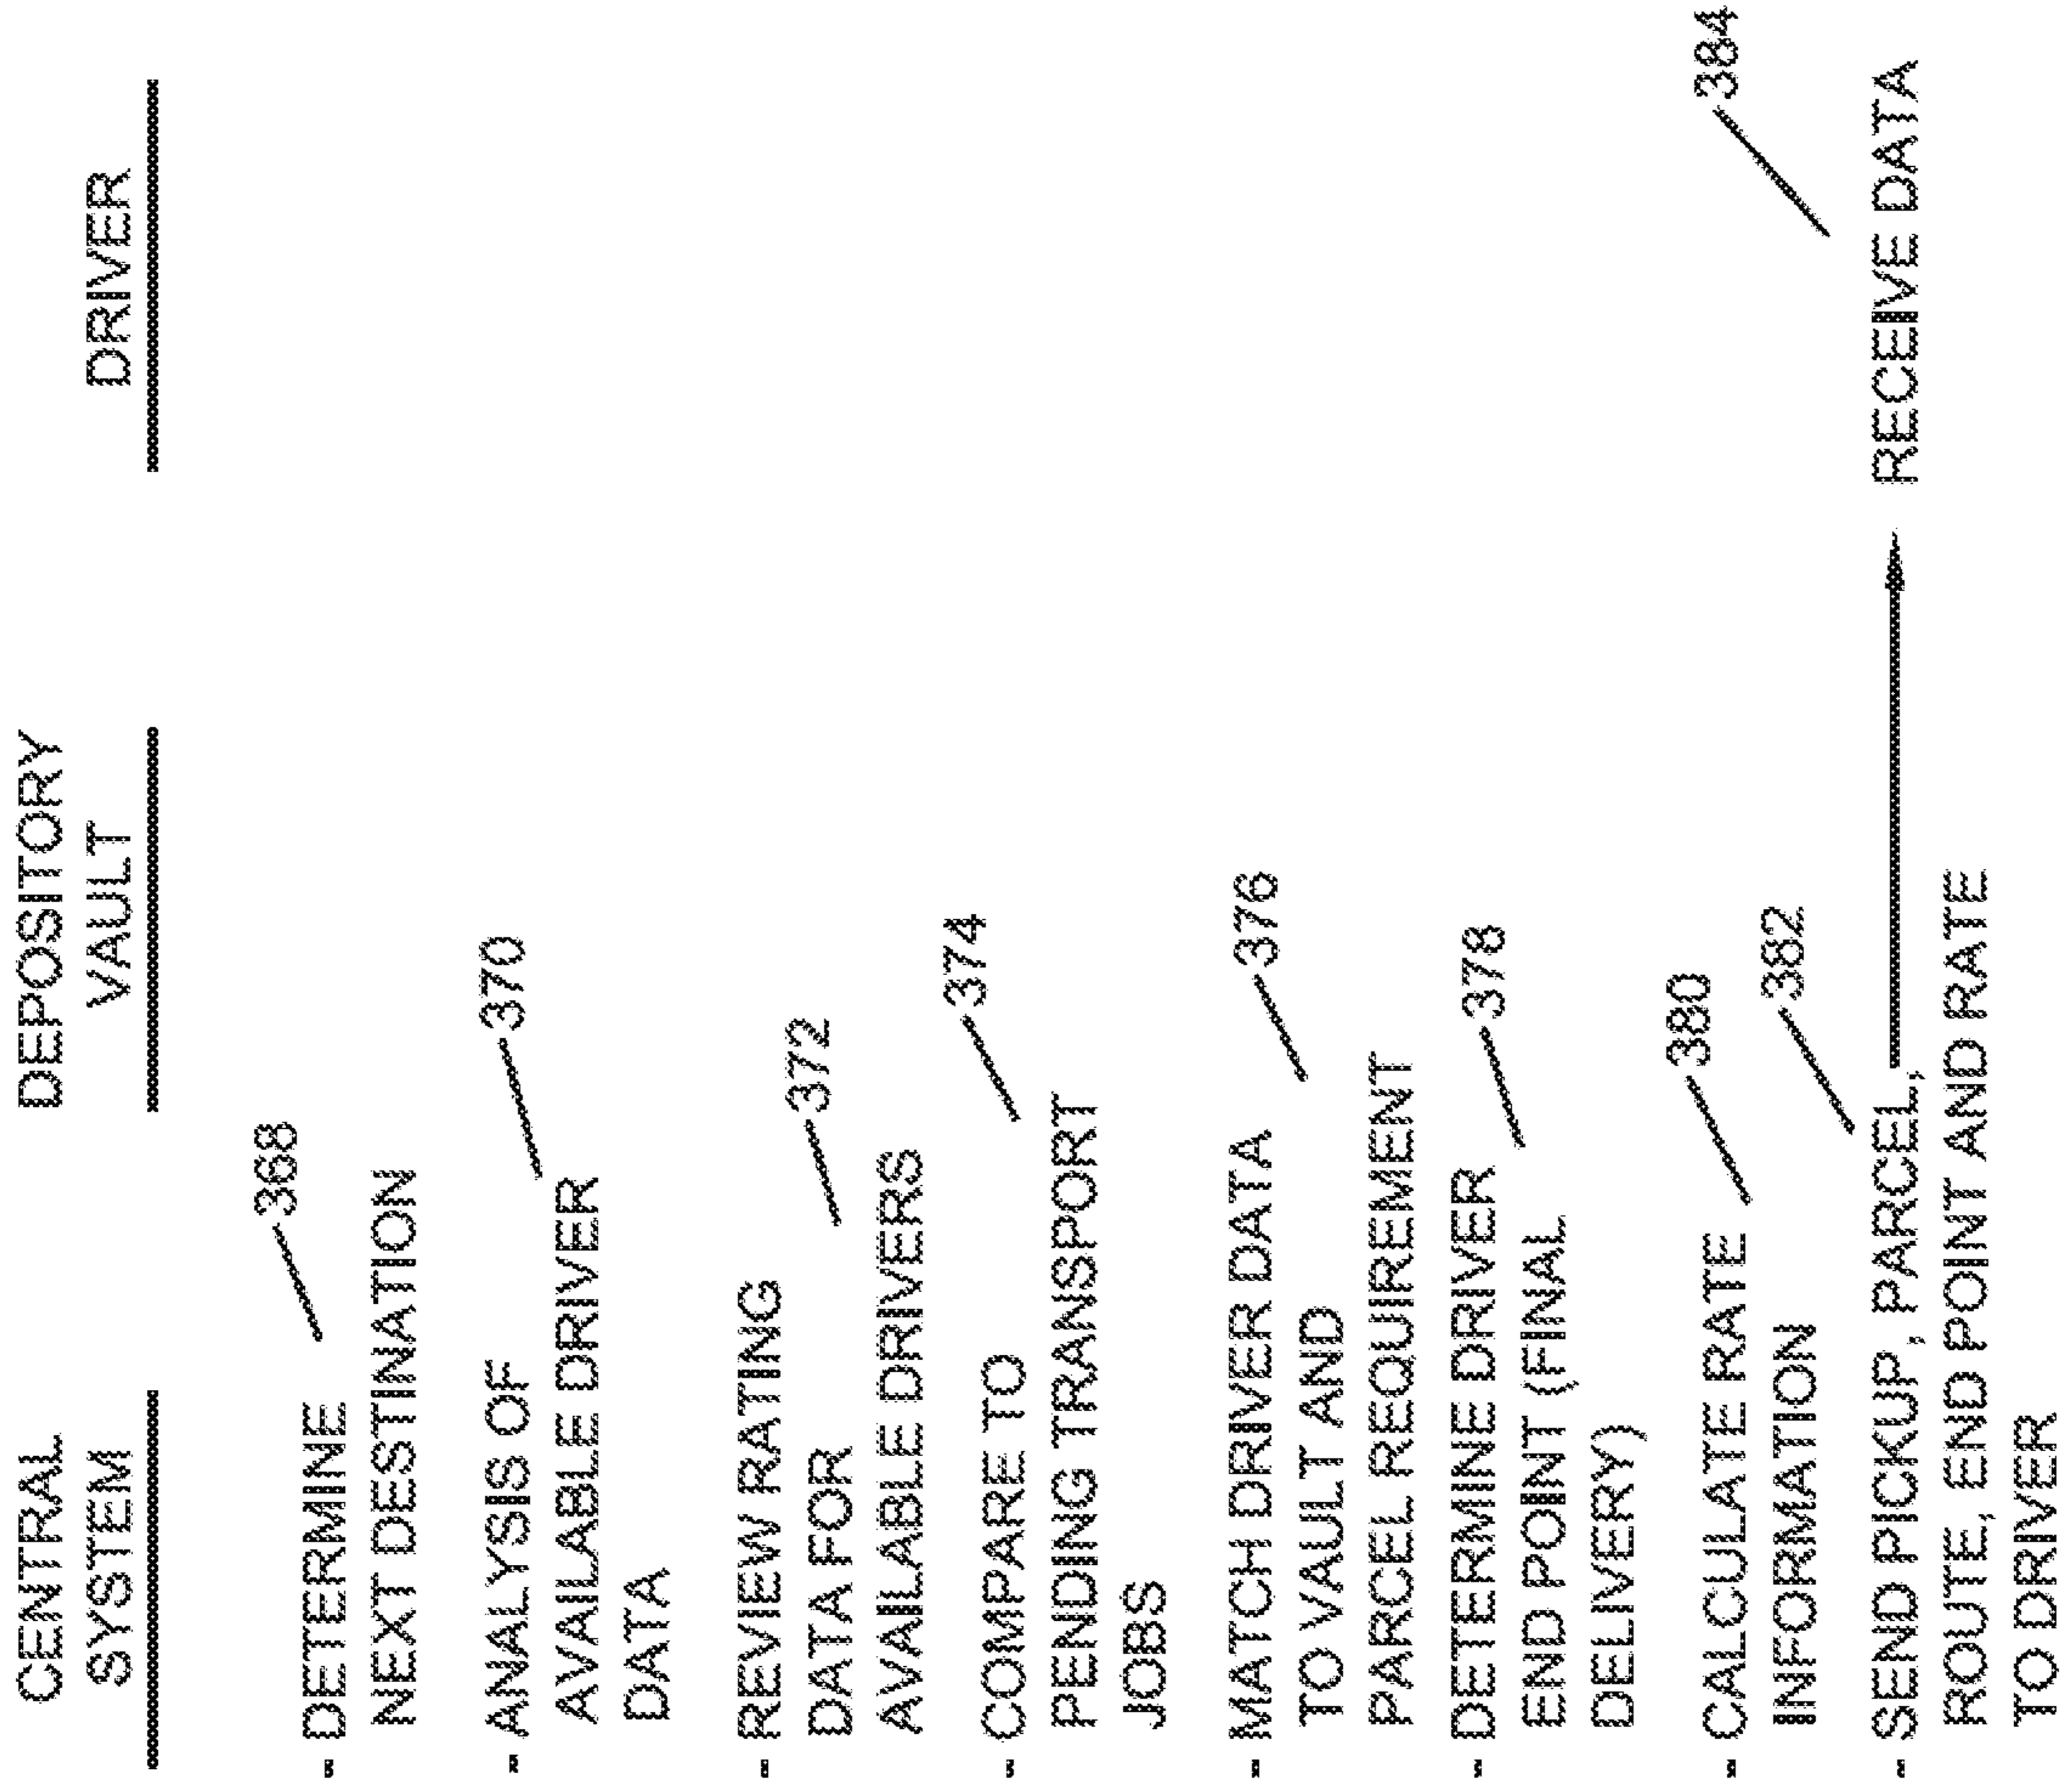 CENTRAL
SYSTEM
DEPOSITORY
VAULT
DRIVER
368
- DETERMINE
NEXT DESTINATION
370
- ANALYSIS OF
AVAILABLE DRIVER
DATA
372
- REVIEW RATING
DATA FOR
AVAILABLE DRIVERS
374
- COMPARE TO
PENDING TRANSPORT
JOBS
376
- MATCH DRIVER DATA
TO VAULT AND
PARCEL REQUIREMENT
378
- DETERMINE DRIVER
END POINT (FINAL
DELIVERY)
380
- CALCULATE RATE
INFORMATION
382
- SEND PICKUP, PARCEL,
ROUTE, END POINT AND RATE
TO DRIVER
384
RECEIVE DATA